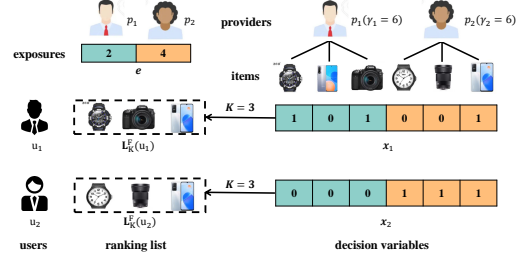 p₁ p₂ providers p₁(γ₁ = 6) p₂(γ₂ = 6)
exposures 2 4
e
items
K = 3 1 0 1 0 0 1
u₁ L_K^F(u₁) x₁
K = 3 0 0 0 1 1 1
u₂ L_K^F(u₂) x₂
users ranking list decision variables